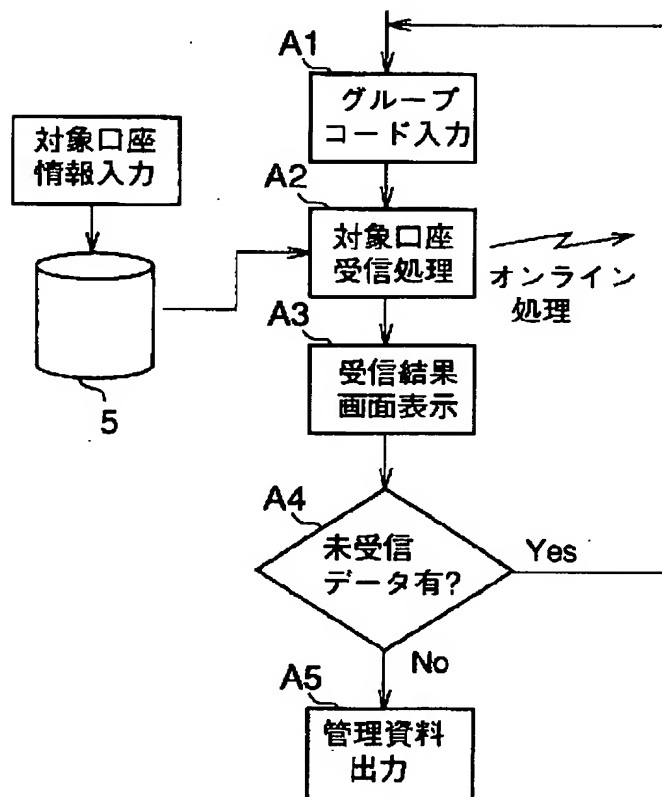 A1
グループ
コード入力
対象口座
情報入力
A2
対象口座
受信処理
オンライン
処理
5
A3
受信結果
画面表示
A4
未受信
データ有?
Yes
No
A5
管理資料
出力